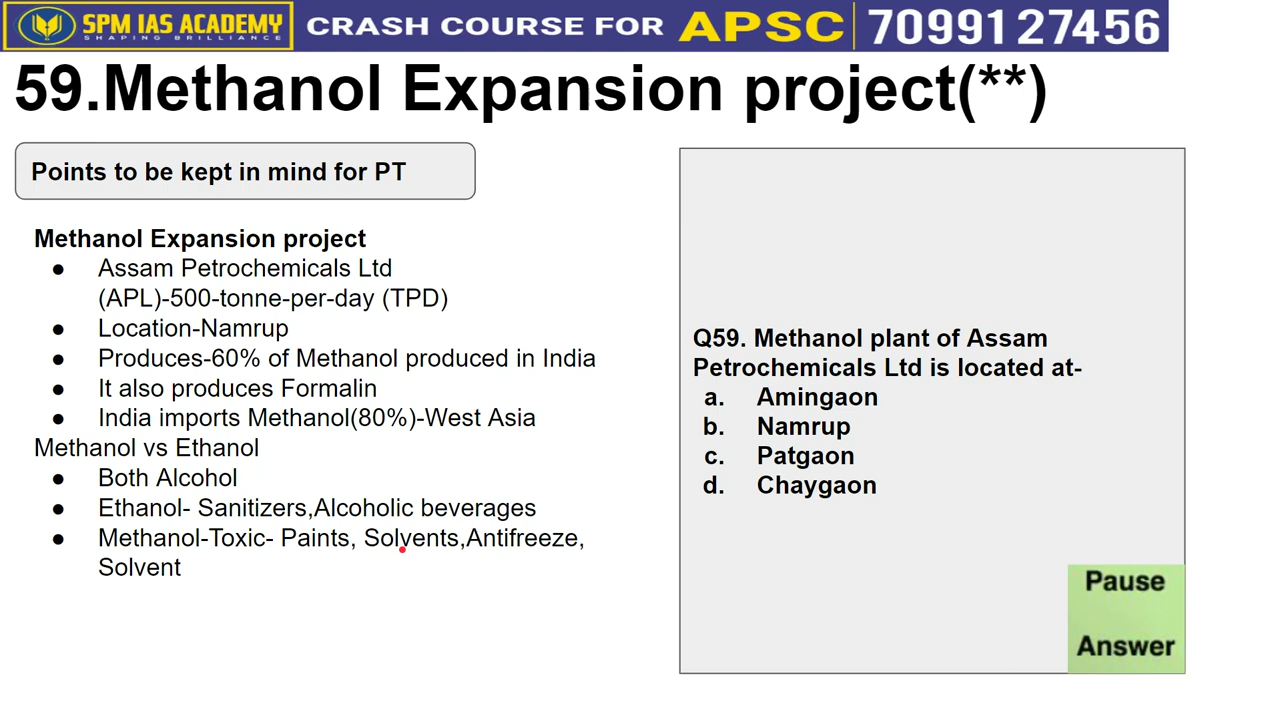 SPM IAS ACADEMY
SHAPING BRILLIANCE
CRASH COURSE FOR APSC 70991 27456
59.Methanol Expansion project(**)
Points to be kept in mind for PT
Methanol Expansion project
● Assam Petrochemicals Ltd
(APL)-500-tonne-per-day (TPD)
● Location-Namrup
● Produces-60% of Methanol produced in India
● It also produces Formalin
● India imports Methanol(80%)-West Asia
Methanol vs Ethanol
● Both Alcohol
● Ethanol- Sanitizers,Alcoholic beverages
● Methanol-Toxic- Paints, Solvents,Antifreeze,
Solvent
Q59. Methanol plant of Assam
Petrochemicals Ltd is located at-
a. Amingaon
b. Namrup
c. Patgaon
d. Chaygaon
Pause
Answer